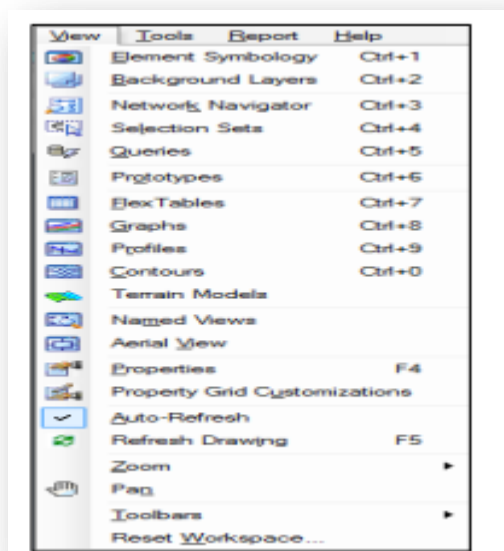 View Tools Report Help
Element Symbology Ctrl+1
Background Layers Ctrl+2
Network Navigator Ctrl+3
Selection Sets Ctrl+4
Queries Ctrl+5
Prototypes Ctrl+6
FlexTables Ctrl+7
Graphs Ctrl+8
Profiles Ctrl+9
Contours Ctrl+0
Terrain Models
Named Views
Aerial View
Properties F4
Property Grid Customizations
Auto-Refresh
Refresh Drawing F5
Zoom
Pan
Toolbars
Reset Workspace...